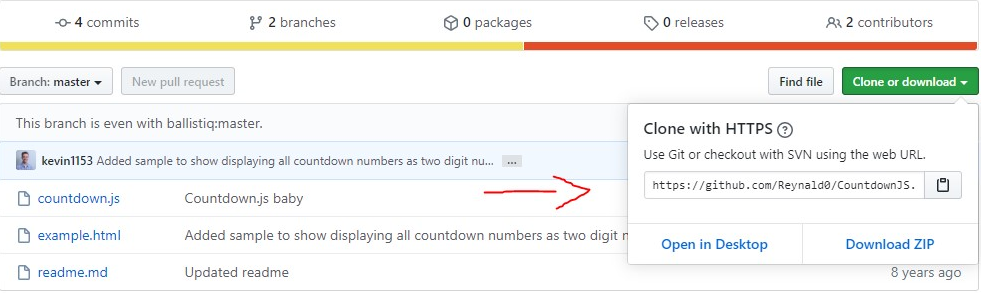 4 commits 2 branches 0 packages 0 releases 2 contributors
Branch: master New pull request Find file Clone or download
This branch is even with ballistiq:master.
Clone with HTTPS
kevin1153 Added sample to show displaying all countdown numbers as two digit nu... ...
Use Git or checkout with SVN using the web URL.
https://github.com/Reynald0/CountdownJS.
countdown.js Countdown.js baby
example.html Added sample to show displaying all countdown numbers as two digit n
Open in Desktop Download ZIP
readme.md Updated readme 8 years ago